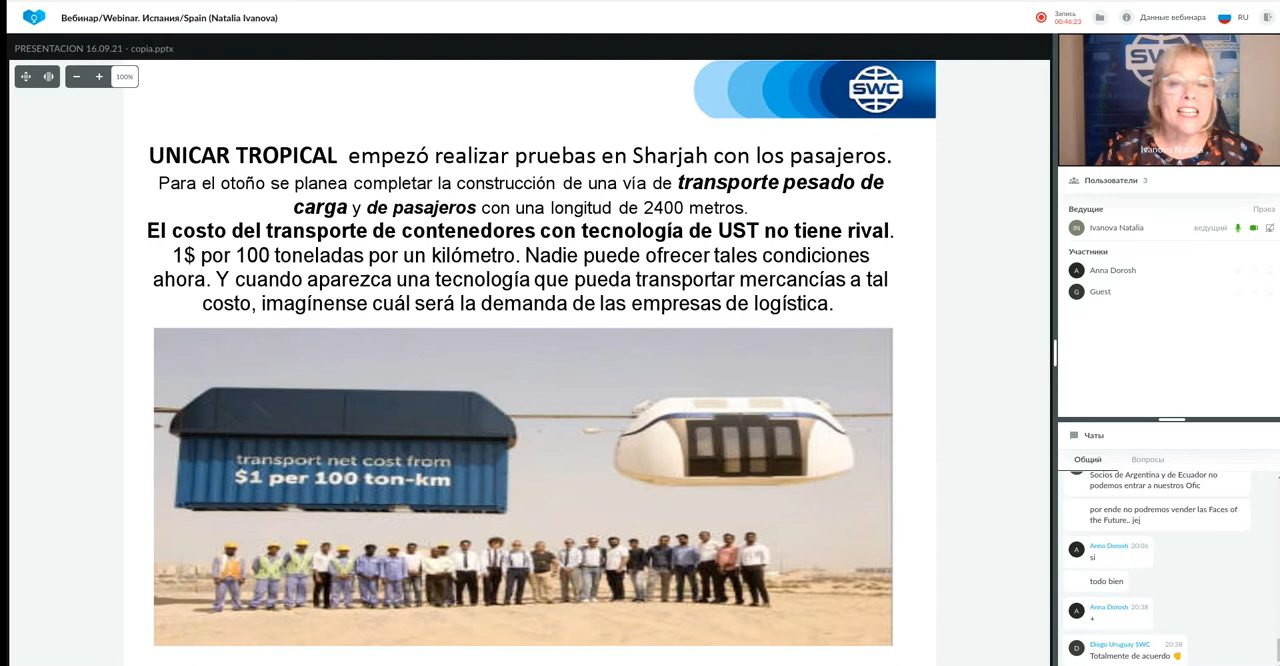 Вебинар/Webinar. Испания/Spain (Natalia Ivanova)
Запись
00:46:23
Данные вебинара
RU
PRESENTACION 16.09.21 - copia.pptx
100%
SWC
UNICAR TROPICAL empezó realizar pruebas en Sharjah con los pasajeros.
Para el otoño se planea completar la construcción de una vía de transporte pesado de
carga y de pasajeros con una longitud de 2400 metros.
El costo del transporte de contenedores con tecnología de UST no tiene rival.
1$ por 100 toneladas por un kilómetro. Nadie puede ofrecer tales condiciones
ahora. Y cuando aparezca una tecnología que pueda transportar mercancías a tal
costo, imagínense cuál será la demanda de las empresas de logística.
transport net cost from
$1 per 100 ton-km
SW
Ivanova Natalia
Пользователи 3
Ведущие
Права
IN Ivanova Natalia ведущий
Участники
A Anna Dorosh
G Guest
Чаты
Общий
Вопросы
Socios de Argentina y de Ecuador no
podemos entrar a nuestros Ofic
por ende no podremos vender las Faces of
the Future.. jej
A Anna Dorosh 20:06
si
todo bien
A Anna Dorosh 20:38
+
D Diego Uruguay SWC 20:38
Totalmente de acuerdo